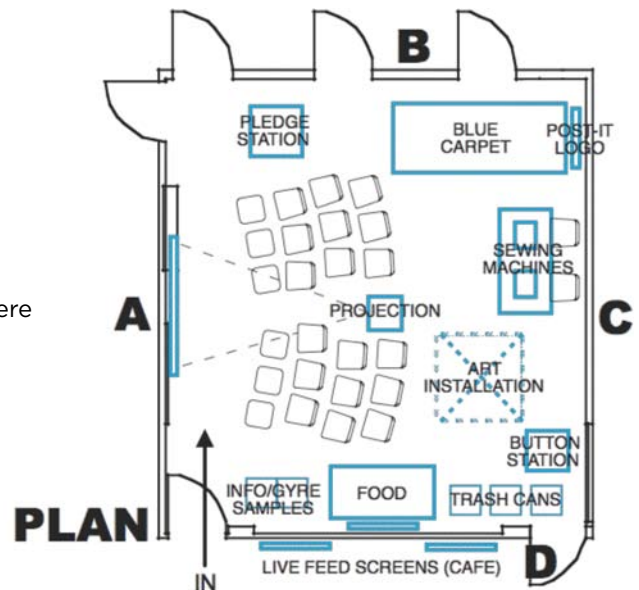 B
PLEDGE
STATION
BLUE
CARPET
POST-IT
LOGO
SEWING
MACHINES
ere
A
PROJECTION
C
ART
INSTALLATION
BUTTON
STATION
INFO/GYRE
SAMPLES
FOOD
TRASH CANS
PLAN
D
LIVE FEED SCREENS (CAFE)
IN